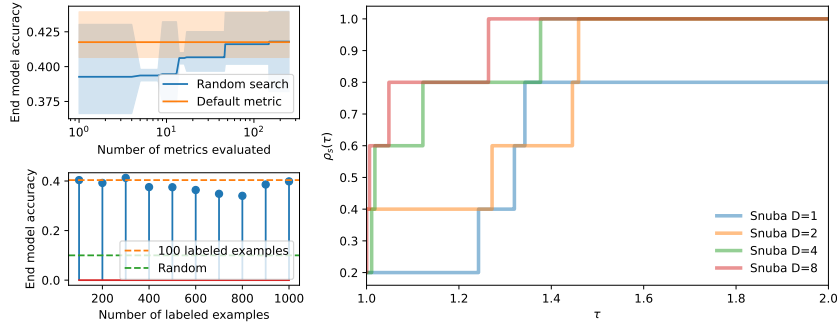 End model accuracy
0.425
0.400
0.375
Random search
Default metric
10⁰
10¹
10²
Number of metrics evaluated
End model accuracy
0.4
0.2
0.0
100 labeled examples
Random
200
400
600
800
1000
Number of labeled examples
ρₛ(τ)
1.0
0.9
0.8
0.7
0.6
0.5
0.4
0.3
0.2
Snuba D=1
Snuba D=2
Snuba D=4
Snuba D=8
1.0
1.2
1.4
1.6
1.8
2.0
τ